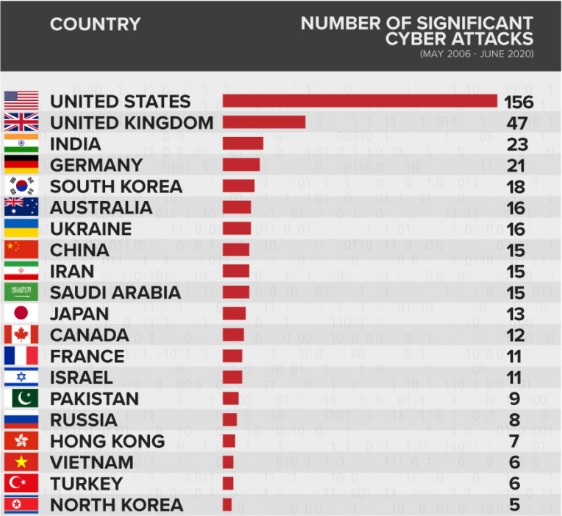 COUNTRY
NUMBER OF SIGNIFICANT
CYBER ATTACKS
(MAY 2006 - JUNE 2020)
UNITED STATES 156
UNITED KINGDOM 47
INDIA 23
GERMANY 21
SOUTH KOREA 18
AUSTRALIA 16
UKRAINE 16
CHINA 15
IRAN 15
SAUDI ARABIA 15
JAPAN 13
CANADA 12
FRANCE 11
ISRAEL 11
PAKISTAN 9
RUSSIA 8
HONG KONG 7
VIETNAM 6
TURKEY 6
NORTH KOREA 5